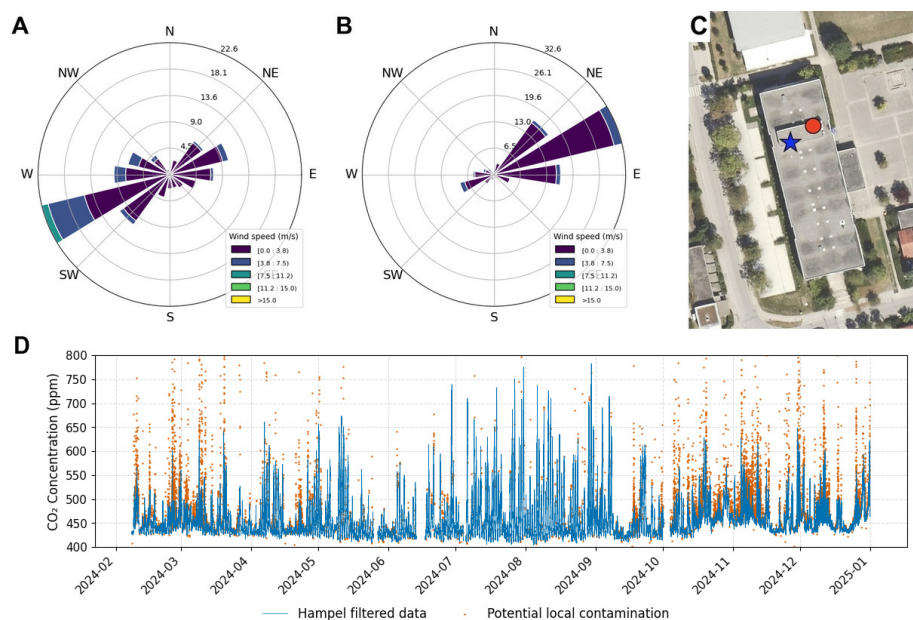 A
B
C
N
NE
E
SE
S
SW
W
NW
4.5
9.0
13.6
18.1
22.6
Wind speed (m/s)
[0.0 : 3.8)
[3.8 : 7.5)
[7.5 : 11.2)
[11.2 : 15.0)
>15.0
N
NE
E
S
SW
W
NW
6.5
13.0
19.6
26.1
32.6
Wind speed (m/s)
[0.0 : 3.8)
[3.8 : 7.5)
[7.5 : 11.2)
[11.2 : 15.0)
>15.0
D
CO₂ Concentration (ppm)
800
750
700
650
600
550
500
450
400
2024-02
2024-03
2024-04
2024-05
2024-06
2024-07
2024-08
2024-09
2024-10
2024-11
2024-12
2025-01
Hampel filtered data
Potential local contamination